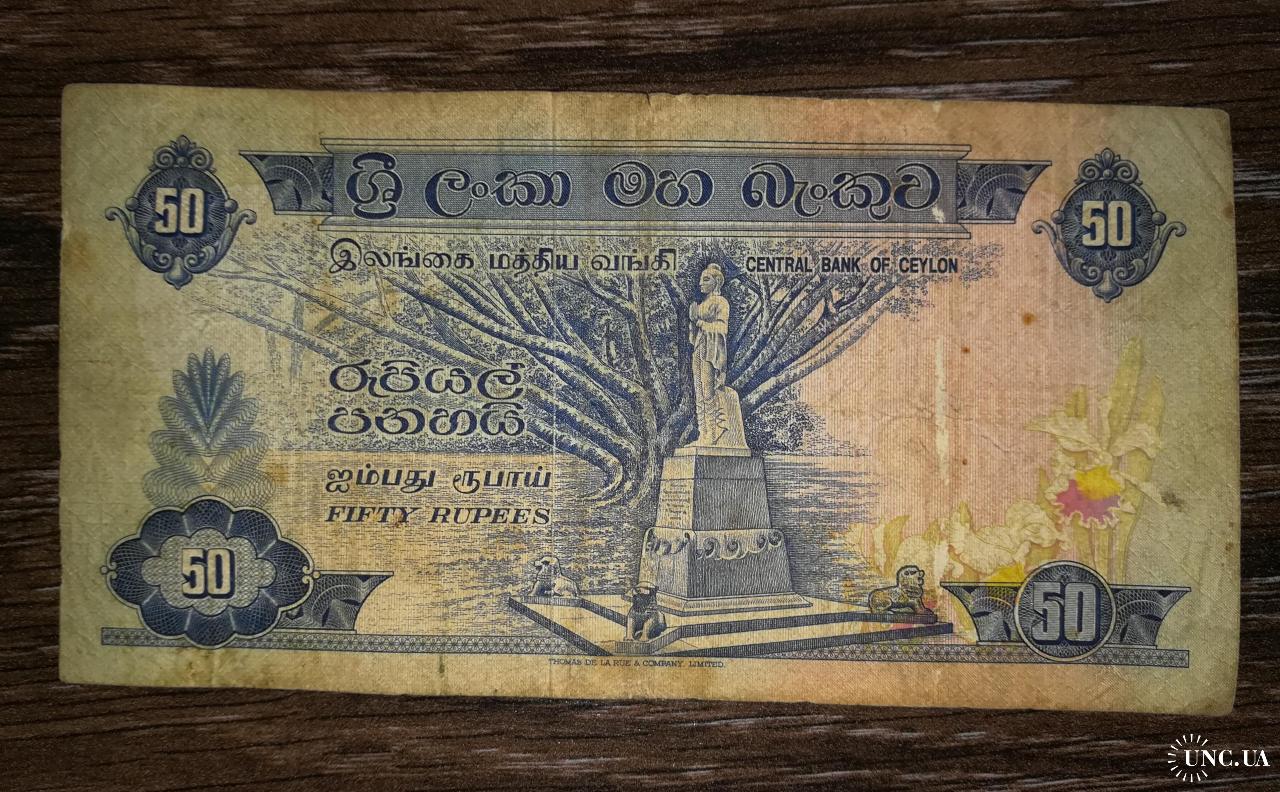 50
ශ්‍රී ලංකා මහ බැංකුව
50
இலங்கை மத்திய வங்கி
CENTRAL BANK OF CEYLON
රුපියල්
පනහයි
ஐம்பது ரூபாய்
FIFTY RUPEES
50
50
THOMAS DE LA RUE & COMPANY, LIMITED.
UNC.UA